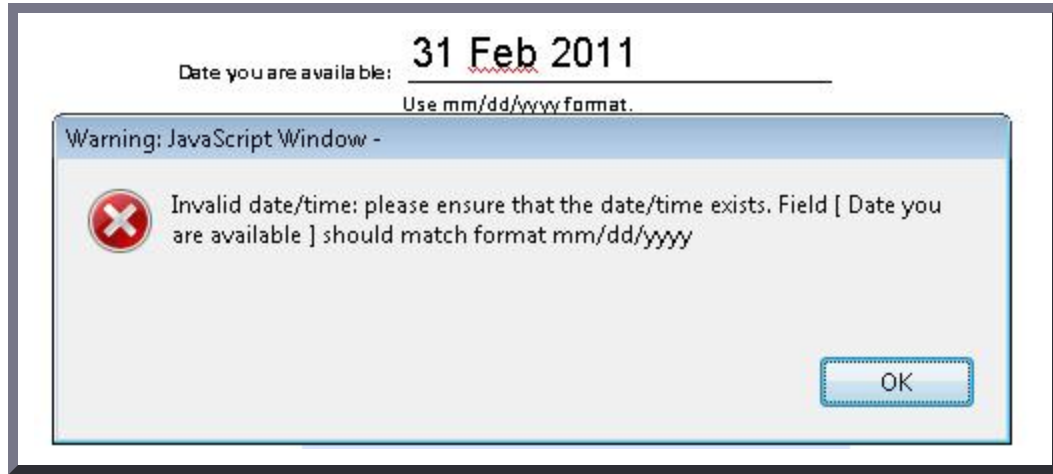 Date you are available: 31 Feb 2011
Use mm/dd/yyyy format.
Warning: JavaScript Window -
Invalid date/time: please ensure that the date/time exists. Field [ Date you
are available ] should match format mm/dd/yyyy
OK